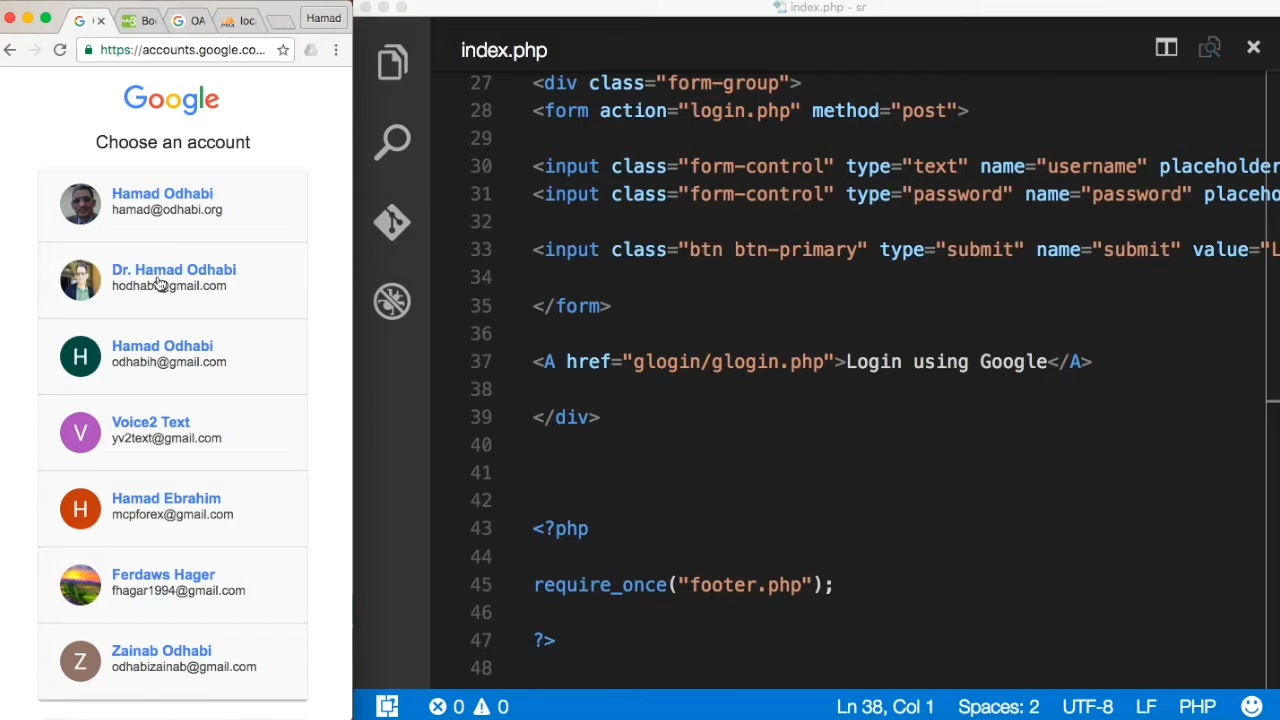 Hamad
https://accounts.google.co...
Google
Choose an account
Hamad Odhabi
hamad@odhabi.org
Dr. Hamad Odhabi
Hamad Odhabi
odhabih@gmail.com
Voice2 Text
yv2text@gmail.com
Hamad Ebrahim
mcpforex@gmail.com
Ferdaws Hager
fhagar1994@gmail.com
Zainab Odhabi
odhabizainab@gmail.com
index.php - sr
index.php
27 <div class="form-group">
28 <form action="login.php" method="post">
29
30 <input class="form-control" type="text" name="username" placeholder
31 <input class="form-control" type="password" name="password" placeho
32
33 <input class="btn btn-primary" type="submit" name="submit" value="L
34
35 </form>
36
37 <A href="glogin/glogin.php">Login using Google</A>
38
39 </div>
40
41
42
43 <?php
44
45 require_once("footer.php");
46
47 ?>
48
0 0 Ln 38, Col 1 Spaces: 2 UTF-8 LF PHP